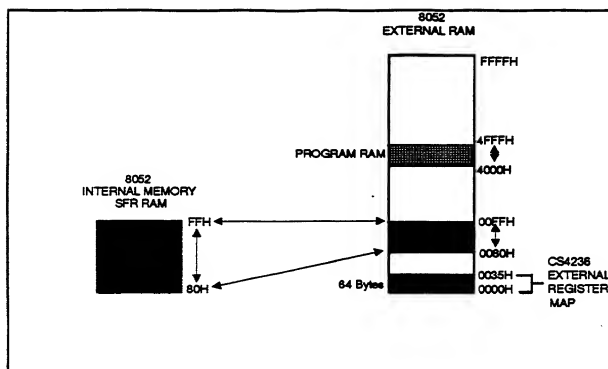 8052
EXTERNAL RAM
FFFFH
4FFFH
PROGRAM RAM
4000H
8052
INTERNAL MEMORY
SFR RAM
FFH
00FFH
0080H
80H
64 Bytes
0035H
0000H
CS4236
EXTERNAL
REGISTER
MAP